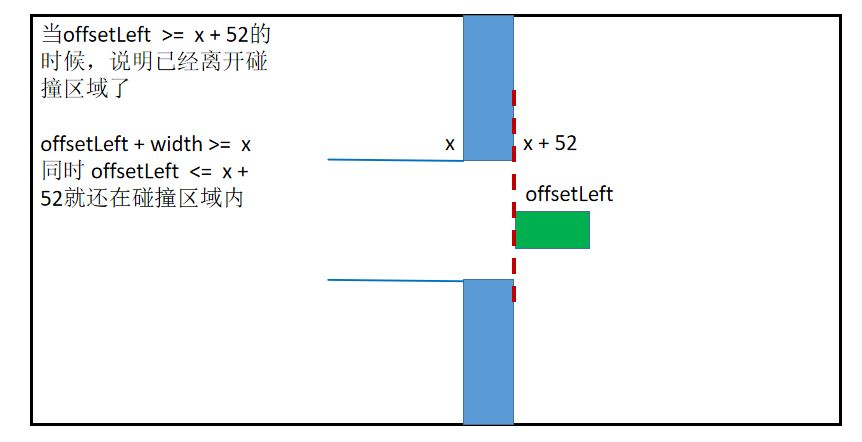 当offsetLeft >= x + 52的
时候，说明已经离开碰
撞区域了
offsetLeft + width >= x
同时 offsetLeft <= x +
52就还在碰撞区域内
x
x + 52
offsetLeft